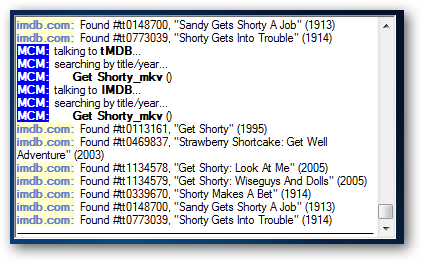 imdb.com: Found #tt0148700, "Sandy Gets Shorty A Job" (1913)
imdb.com: Found #tt0773039, "Shorty Gets Into Trouble" (1914)
MCM: talking to tMDB...
MCM: searching by title/year...
MCM: Get Shorty_mkv ()
MCM: talking to IMDB...
MCM: searching by title/year...
MCM: Get Shorty_mkv ()
imdb.com: Found #tt0113161, "Get Shorty" (1995)
imdb.com: Found #tt0469837, "Strawberry Shortcake: Get Well
Adventure" (2003)
imdb.com: Found #tt1134578, "Get Shorty: Look At Me" (2005)
imdb.com: Found #tt1134579, "Get Shorty: Wiseguys And Dolls" (2005)
imdb.com: Found #tt0339670, "Shorty Makes A Bet" (1914)
imdb.com: Found #tt0148700, "Sandy Gets Shorty A Job" (1913)
imdb.com: Found #tt0773039, "Shorty Gets Into Trouble" (1914)